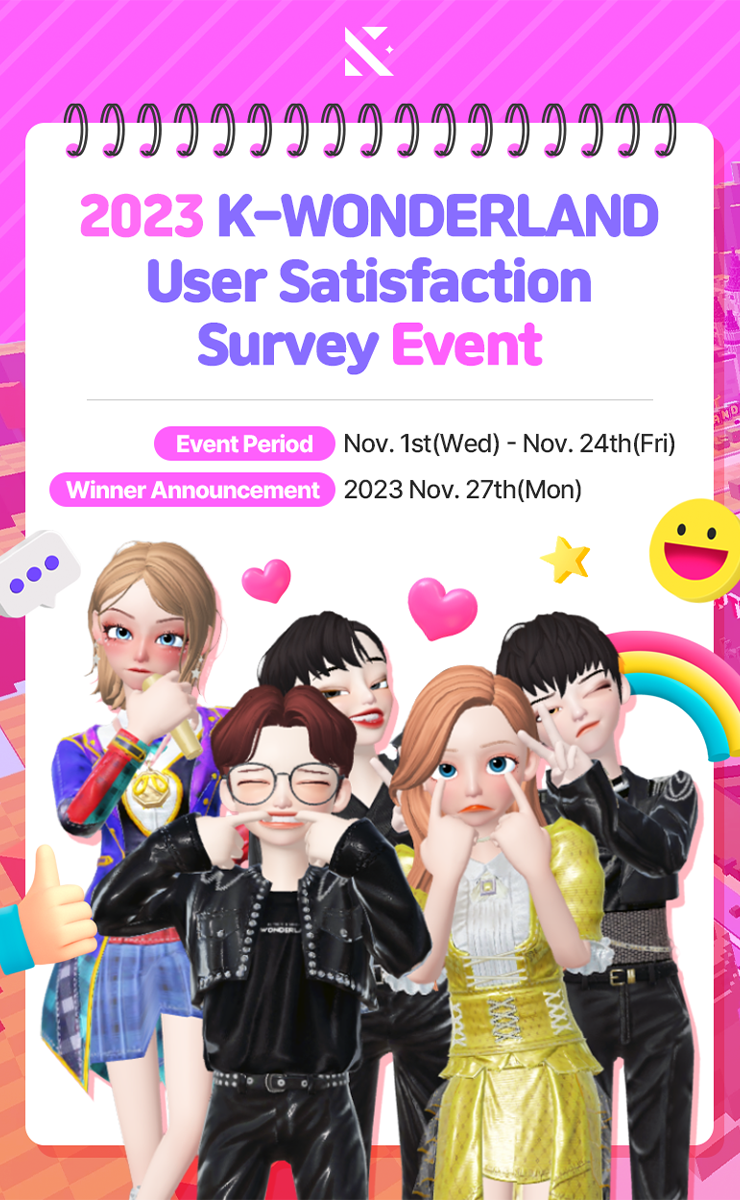 2023 K-WONDERLAND
User Satisfaction
Survey Event
Event Period Nov. 1st(Wed) - Nov. 24th(Fri)
Winner Announcement 2023 Nov. 27th(Mon)